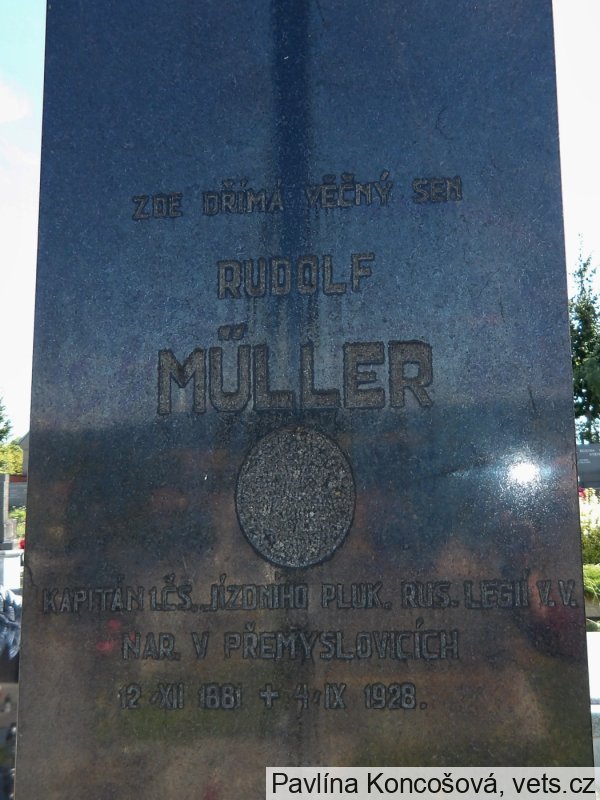 ZDE DŘÍMÁ VĚČNÝ SEN
RUDOLF
MÜLLER
KAPITÁN 1.ČS. JÍZDNÍHO PLUK. RUS. LEGIÍ V.V.
NAR. V PŘEMYSLOVICÍCH
12 XII 1881 + 4 IX 1928.
Pavlína Koncošová, vets.cz